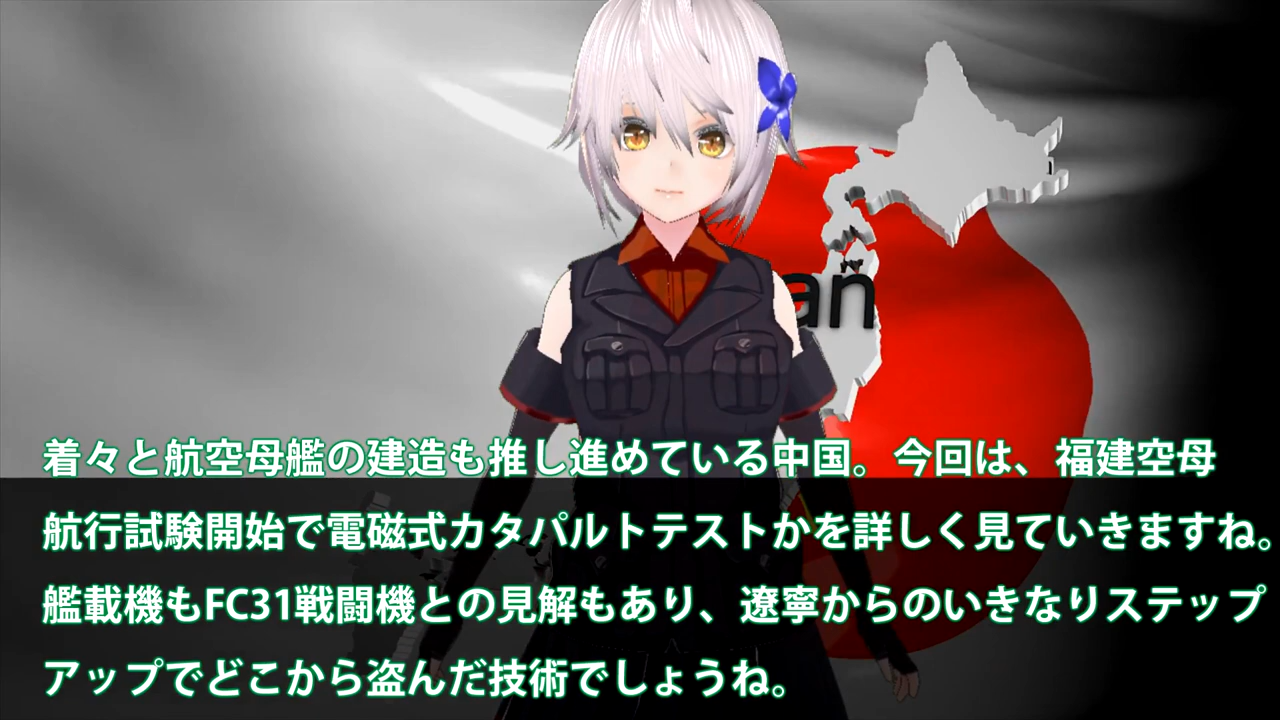 an
着々と航空母艦の建造も推し進めている中国。今回は、福建空母
航行試験開始で電磁式カタパルトテストかを詳しく見ていきますね。
艦載機もFC31戦闘機との見解もあり、遼寧からのいきなりステップ
アップでどこから盗んだ技術でしょうね。